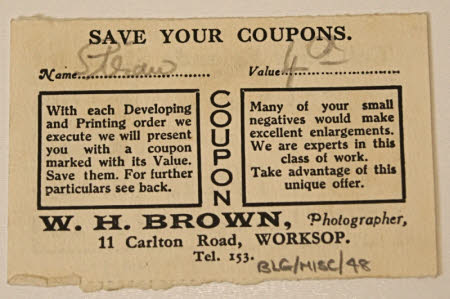 SAVE YOUR COUPONS.
Name........................... Value...........................
4d
With each Developing
and Printing order we
execute we will present
you with a coupon
marked with its Value.
Save them. For further
particulars see back.
COUPON
Many of your small
negatives would make
excellent enlargements.
We are experts in this
class of work.
Take advantage of this
unique offer.
W. H. BROWN, Photographer,
11 Carlton Road, WORKSOP.
Tel. 153.
BLG/MISC/48